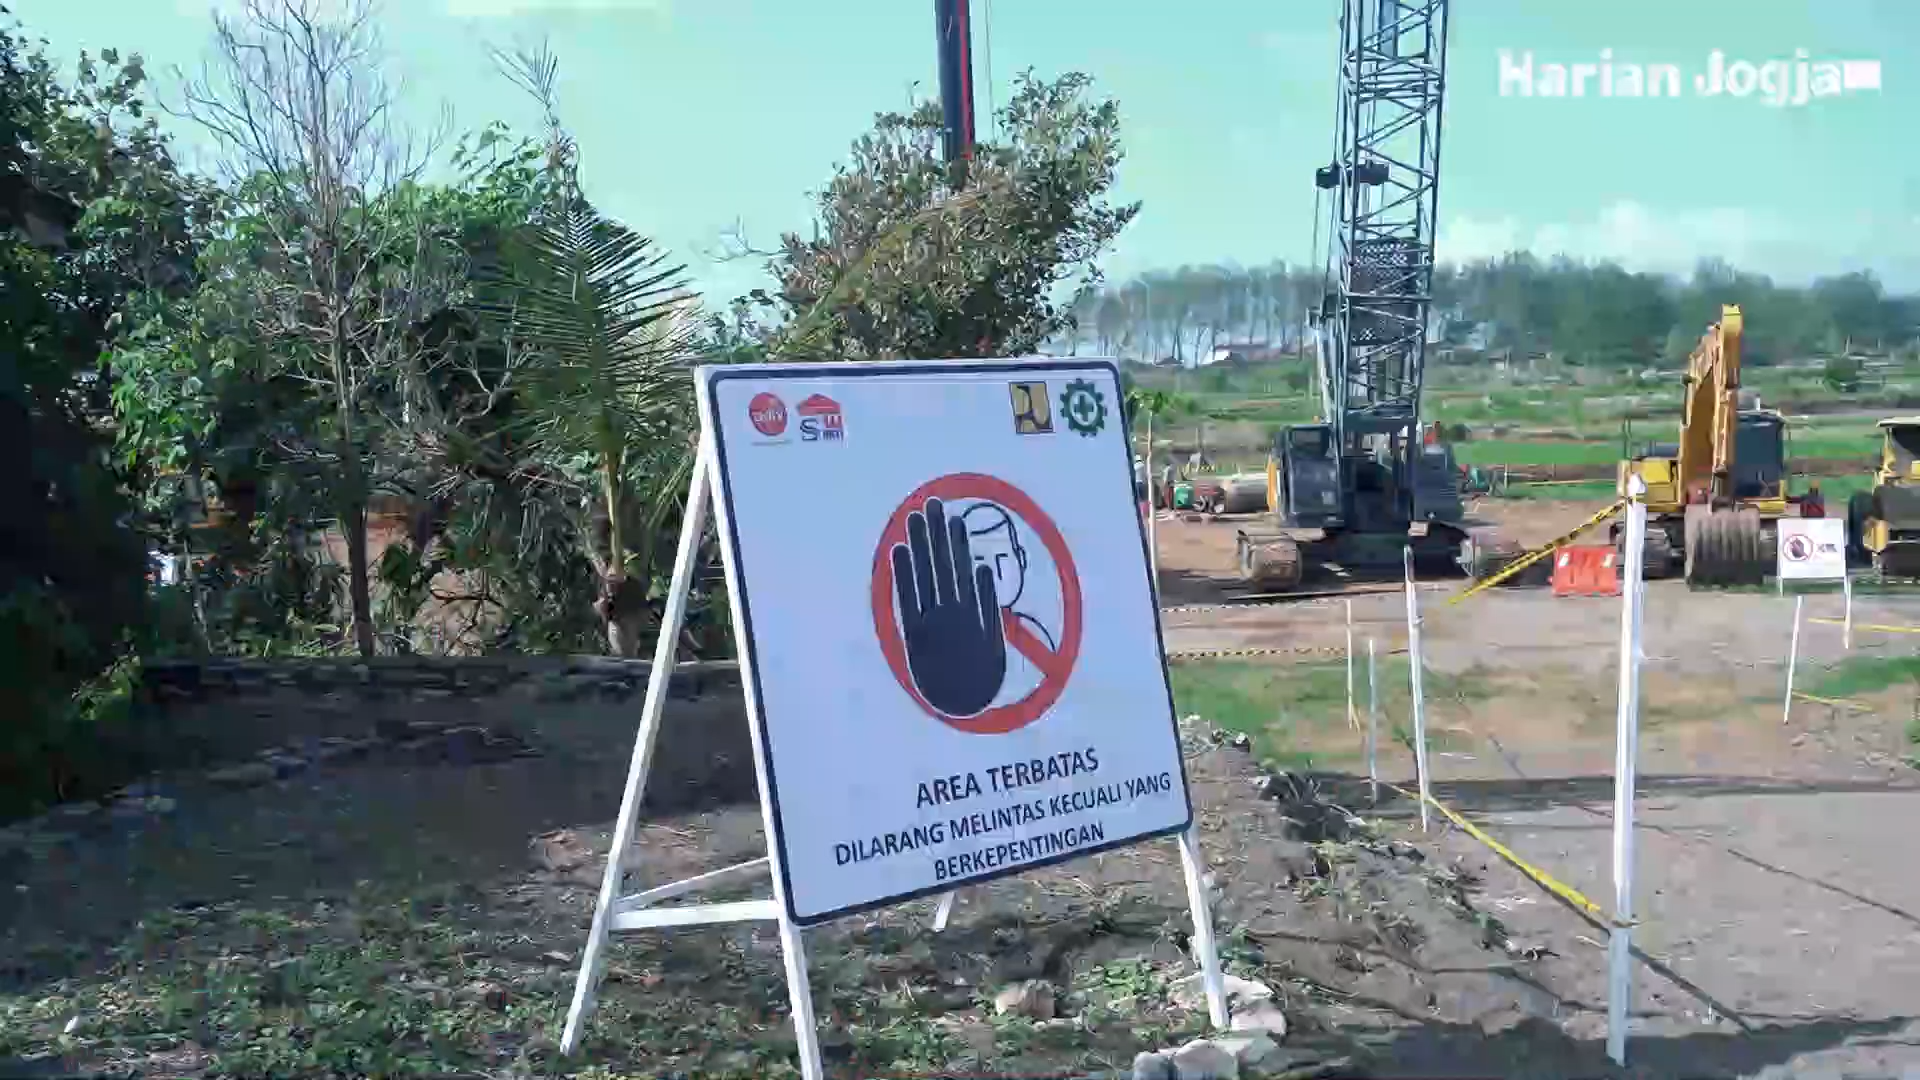 Harian Jogja
AREA TERBATAS
DILARANG MELINTAS KECUALI YANG
BERKEPENTINGAN